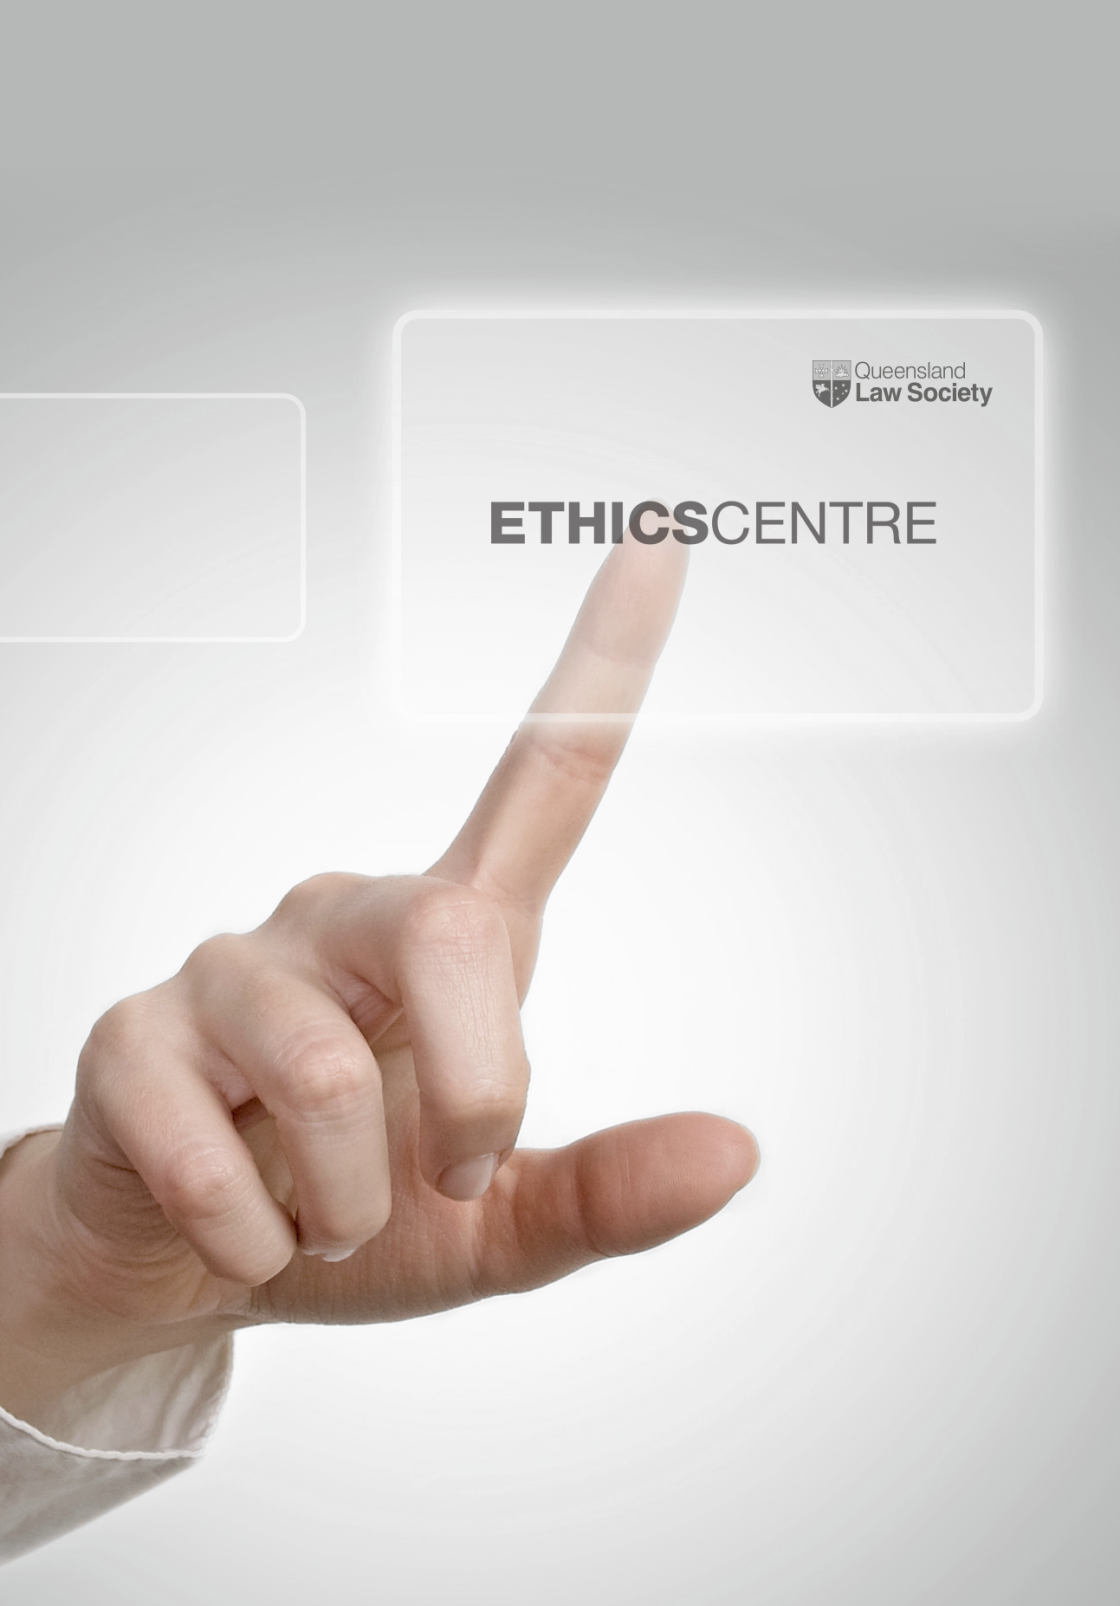 Queensland
Law Society
ETHICSCENTRE